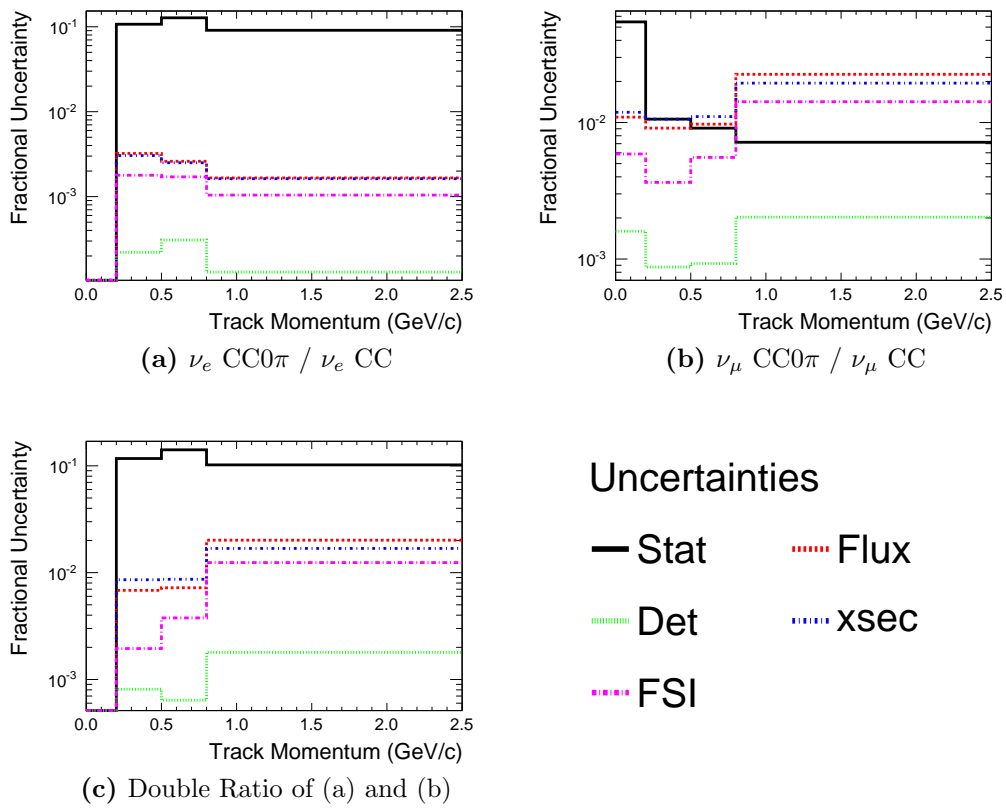 Fractional Uncertainty
10⁻¹
10⁻²
10⁻³
0.0 0.5 1.0 1.5 2.0 2.5
Track Momentum (GeV/c)
(a) νₑ CC0π / νₑ CC
Fractional Uncertainty
10⁻²
10⁻³
0.0 0.5 1.0 1.5 2.0 2.5
Track Momentum (GeV/c)
(b) ν_μ CC0π / ν_μ CC
Fractional Uncertainty
10⁻¹
10⁻²
10⁻³
0.0 0.5 1.0 1.5 2.0 2.5
Track Momentum (GeV/c)
(c) Double Ratio of (a) and (b)
Uncertainties
Stat
Flux
Det
xsec
FSI